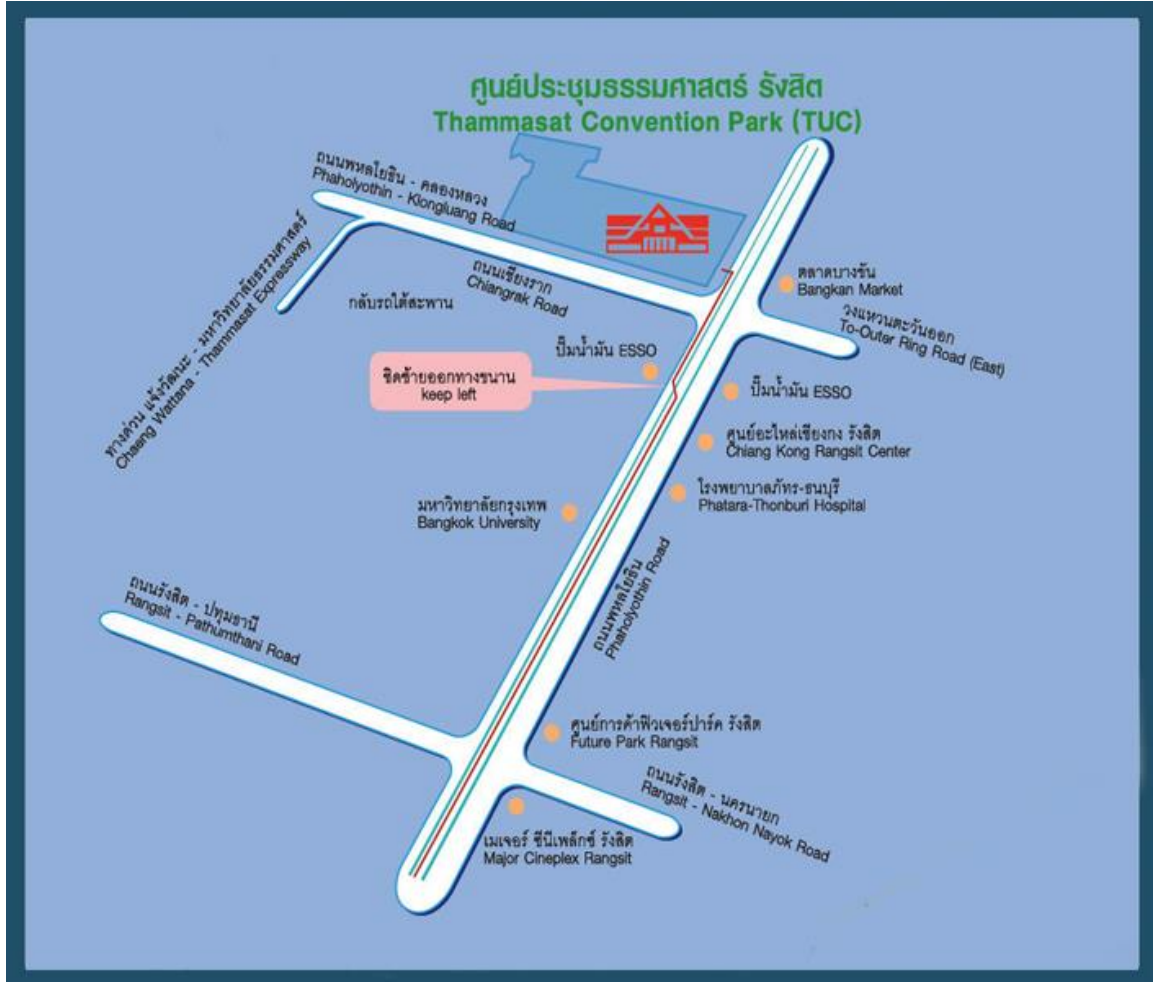 ศูนย์ประชุมธรรมศาสตร์ รังสิต
Thammasat Convention Park (TUC)
ถนนพหลโยธิน - คลองหลวง
Phaholyothin - Klongluang Road
ทางด่วน แจ้งวัฒนะ - มหาวิทยาลัยธรรมศาสตร์
Chaeng Wattana - Thammasat Expressway
ถนนเชียงราก
Chiangrak Road
กลับรถใต้สะพาน
ตลาดบางขัน
Bangkan Market
วงแหวนตะวันออก
To-Outer Ring Road (East)
ปั๊มน้ำมัน ESSO
ชิดซ้ายออกทางขนาน
keep left
ปั๊มน้ำมัน ESSO
ศูนย์อะไหล่เชียงกง รังสิต
Chiang Kong Rangsit Center
โรงพยาบาลภัทร-ธนบุรี
Phatara-Thonburi Hospital
มหาวิทยาลัยกรุงเทพ
Bangkok University
ถนนพหลโยธิน
Phaholyothin Road
ถนนรังสิต - ปทุมธานี
Rangsit - Pathumthani Road
ศูนย์การค้าฟิวเจอร์ปาร์ค รังสิต
Future Park Rangsit
ถนนรังสิต - นครนายก
Rangsit - Nakhon Nayok Road
เมเจอร์ ซีนีเพล็กซ์ รังสิต
Major Cineplex Rangsit